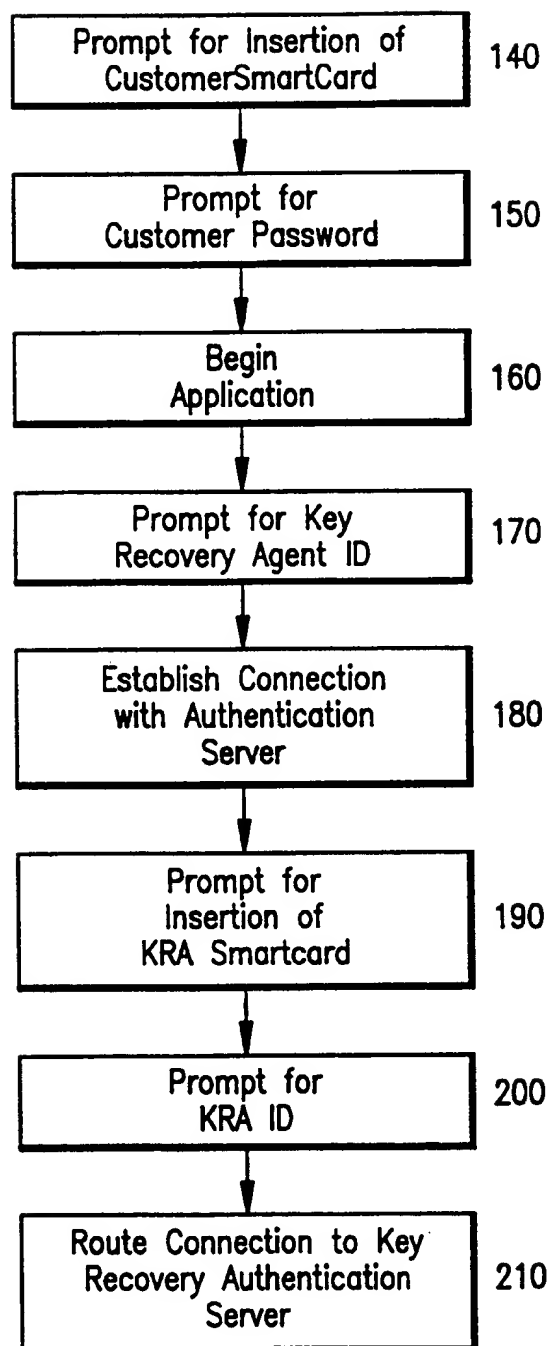 Prompt for Insertion of
CustomerSmartCard
140
Prompt for
Customer Password
150
Begin
Application
160
Prompt for Key
Recovery Agent ID
170
Establish Connection
with Authentication
Server
180
Prompt for
Insertion of
KRA Smartcard
190
Prompt for
KRA ID
200
Route Connection to Key
Recovery Authentication
Server
210